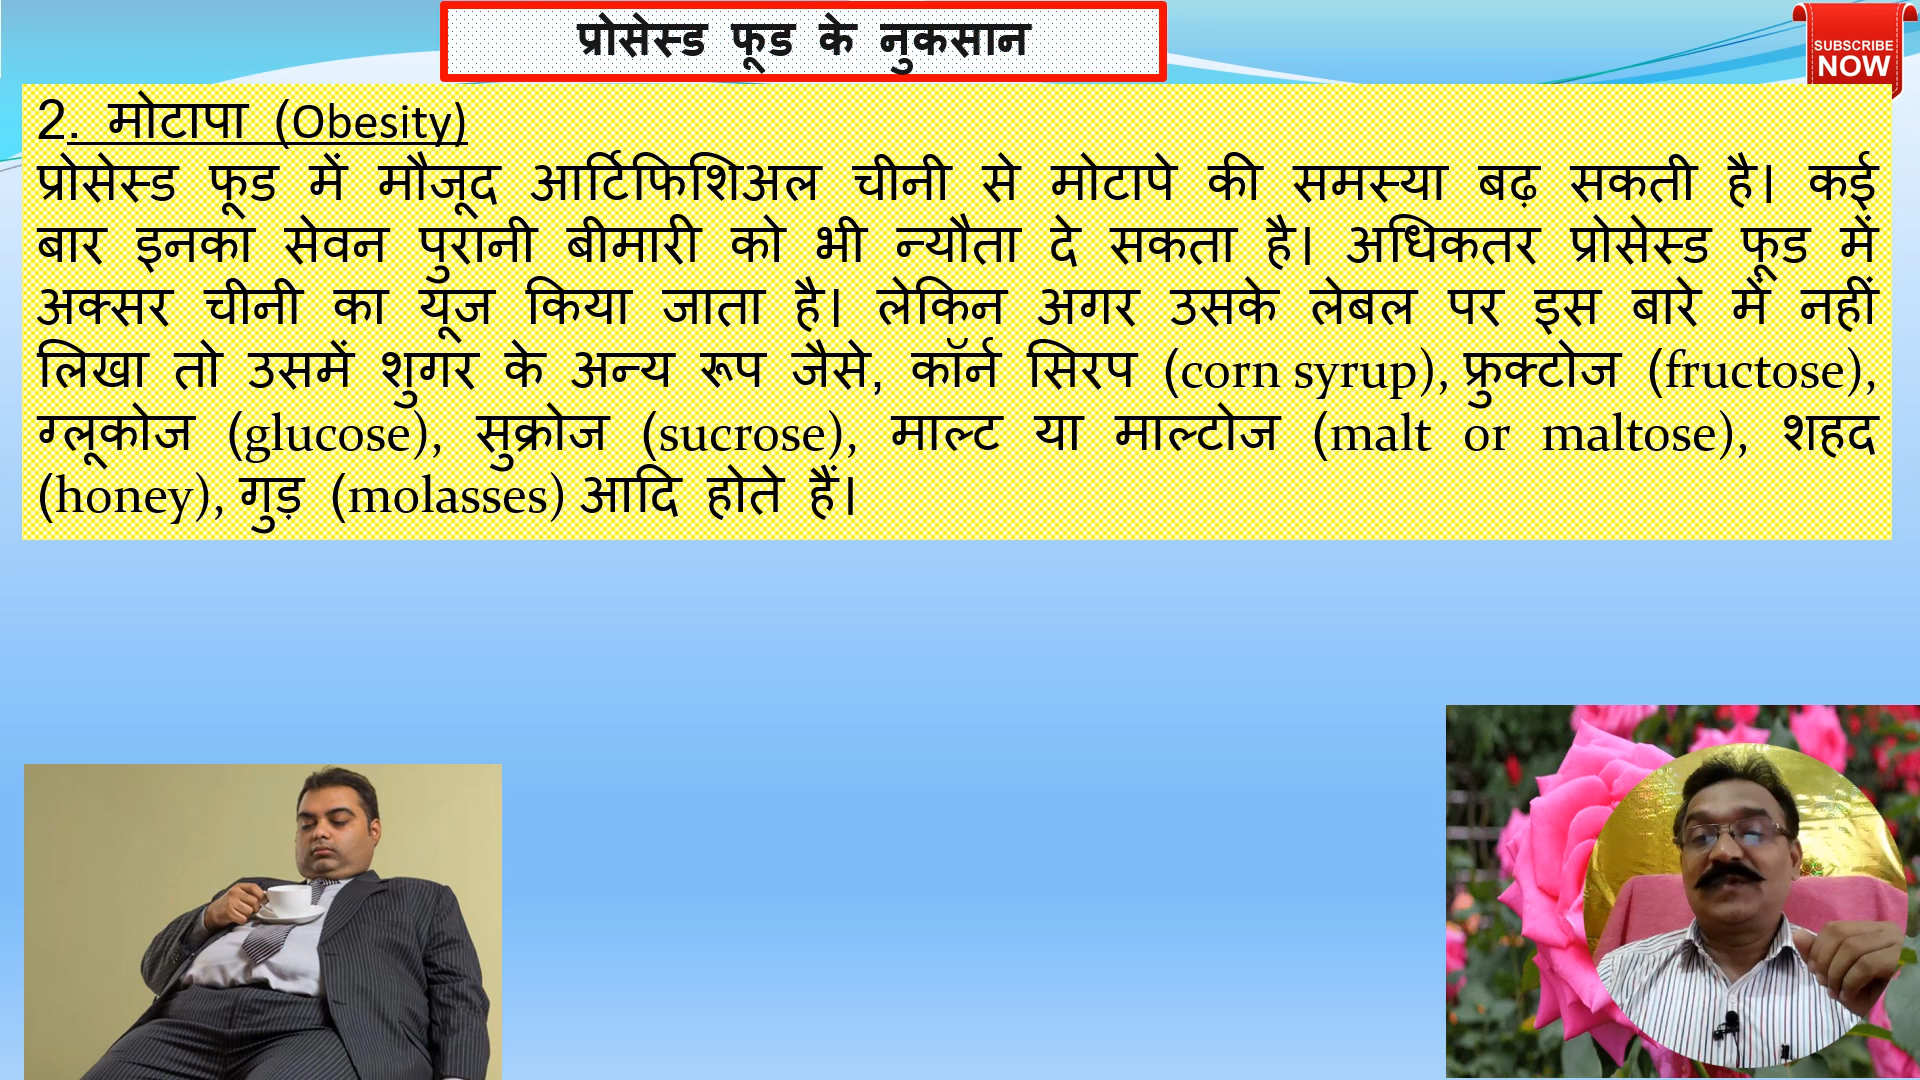 प्रोसेस्ड फूड के नुकसान
SUBSCRIBE
NOW
2. मोटापा (Obesity)
प्रोसेस्ड फूड में मौजूद आर्टिफिशिअल चीनी से मोटापे की समस्या बढ़ सकती है। कई
बार इनका सेवन पुरानी बीमारी को भी न्यौता दे सकता है। अधिकतर प्रोसेस्ड फूड में
अक्सर चीनी का यूज किया जाता है। लेकिन अगर उसके लेबल पर इस बारे में नहीं
लिखा तो उसमें शुगर के अन्य रूप जैसे, कॉर्न सिरप (corn syrup), फ्रुक्टोज (fructose),
ग्लूकोज (glucose), सुक्रोज (sucrose), माल्ट या माल्टोज (malt or maltose), शहद
(honey), गुड़ (molasses) आदि होते हैं।